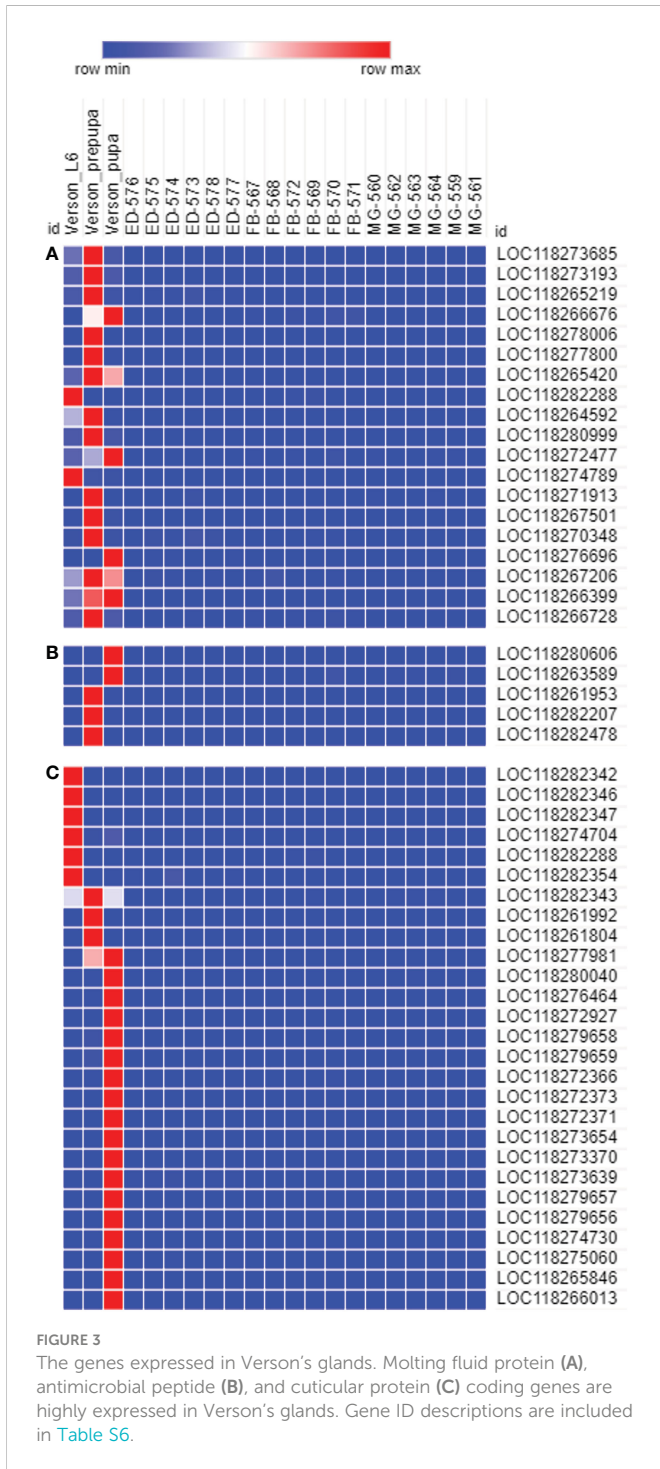 row min
row max
id
Verson_L6
Verson_prepupa
Verson_pupa
ED-576
ED-575
ED-574
ED-573
ED-578
ED-577
FB-567
FB-568
FB-572
FB-569
FB-570
FB-571
MG-560
MG-562
MG-563
MG-564
MG-559
MG-561
id
A
LOC118273685
LOC118273193
LOC118265219
LOC118266676
LOC118278006
LOC118277800
LOC118265420
LOC118282288
LOC118264592
LOC118280999
LOC118272477
LOC118274789
LOC118271913
LOC118267501
LOC118270348
LOC118276696
LOC118267206
LOC118266399
LOC118266728
B
LOC118280606
LOC118263589
LOC118261953
LOC118282207
LOC118282478
C
LOC118282342
LOC118282346
LOC118282347
LOC118274704
LOC118282288
LOC118282354
LOC118282343
LOC118261992
LOC118261804
LOC118277981
LOC118280040
LOC118276464
LOC118272927
LOC118279658
LOC118279659
LOC118272366
LOC118272373
LOC118272371
LOC118273654
LOC118273370
LOC118273639
LOC118279657
LOC118279656
LOC118274730
LOC118275060
LOC118265846
LOC118266013
FIGURE 3
The genes expressed in Verson's glands. Molting fluid protein (A),
antimicrobial peptide (B), and cuticular protein (C) coding genes are
highly expressed in Verson's glands. Gene ID descriptions are included
in Table S6.